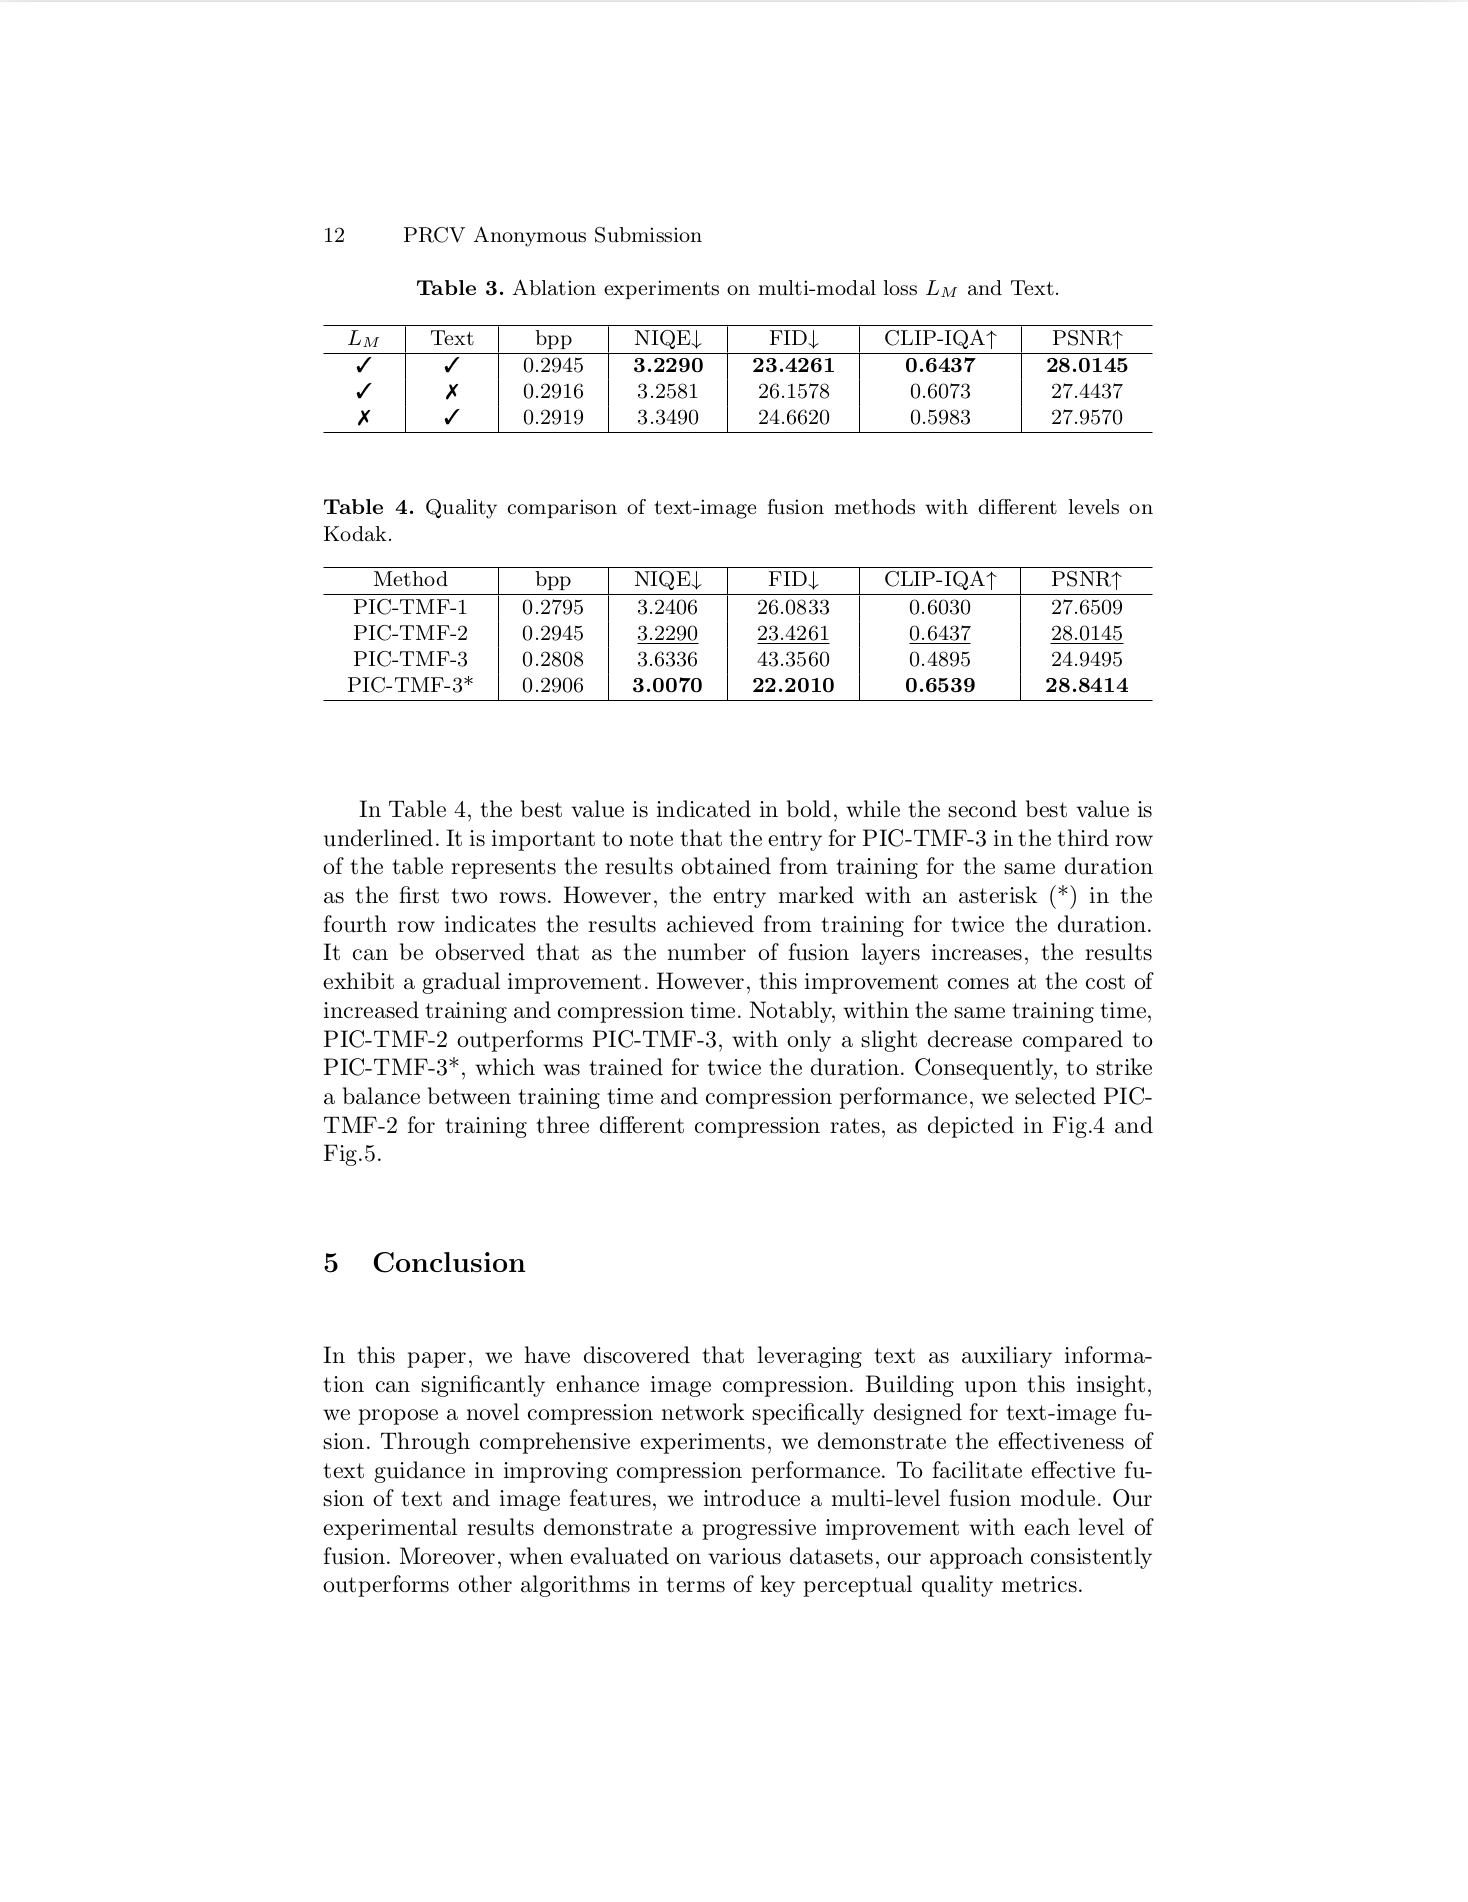 12 PRCV Anonymous Submission
Table 3. Ablation experiments on multi-modal loss L_M and Text.
L_M Text bpp NIQE↓ FID↓ CLIP-IQA↑ PSNR↑
✓ ✓ 0.2945 3.2290 23.4261 0.6437 28.0145
✓ ✗ 0.2916 3.2581 26.1578 0.6073 27.4437
✗ ✓ 0.2919 3.3490 24.6620 0.5983 27.9570
Table 4. Quality comparison of text-image fusion methods with different levels on
Kodak.
Method bpp NIQE↓ FID↓ CLIP-IQA↑ PSNR↑
PIC-TMF-1 0.2795 3.2406 26.0833 0.6030 27.6509
PIC-TMF-2 0.2945 3.2290 23.4261 0.6437 28.0145
PIC-TMF-3 0.2808 3.6336 43.3560 0.4895 24.9495
PIC-TMF-3* 0.2906 3.0070 22.2010 0.6539 28.8414
In Table 4, the best value is indicated in bold, while the second best value is
underlined. It is important to note that the entry for PIC-TMF-3 in the third row
of the table represents the results obtained from training for the same duration
as the first two rows. However, the entry marked with an asterisk (*) in the
fourth row indicates the results achieved from training for twice the duration.
It can be observed that as the number of fusion layers increases, the results
exhibit a gradual improvement. However, this improvement comes at the cost of
increased training and compression time. Notably, within the same training time,
PIC-TMF-2 outperforms PIC-TMF-3, with only a slight decrease compared to
PIC-TMF-3*, which was trained for twice the duration. Consequently, to strike
a balance between training time and compression performance, we selected PIC-
TMF-2 for training three different compression rates, as depicted in Fig.4 and
Fig.5.
5 Conclusion
In this paper, we have discovered that leveraging text as auxiliary informa-
tion can significantly enhance image compression. Building upon this insight,
we propose a novel compression network specifically designed for text-image fu-
sion. Through comprehensive experiments, we demonstrate the effectiveness of
text guidance in improving compression performance. To facilitate effective fu-
sion of text and image features, we introduce a multi-level fusion module. Our
experimental results demonstrate a progressive improvement with each level of
fusion. Moreover, when evaluated on various datasets, our approach consistently
outperforms other algorithms in terms of key perceptual quality metrics.